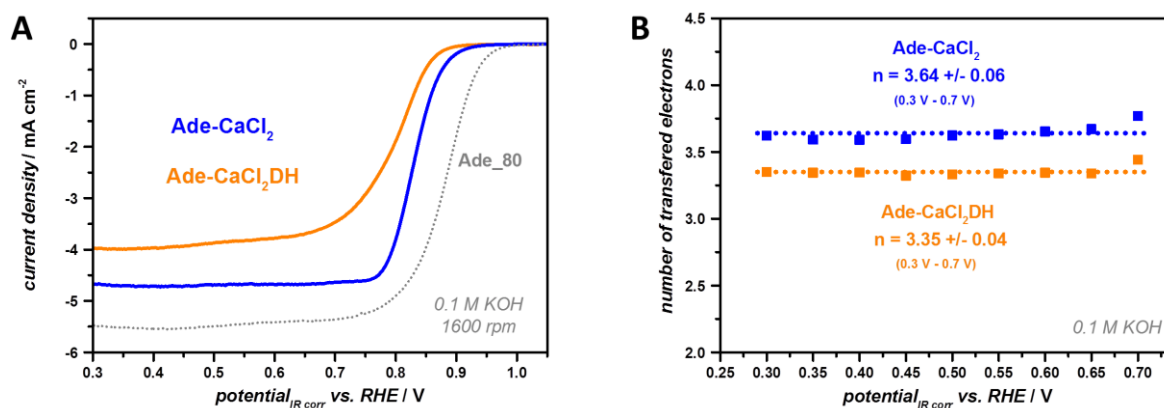 A
0
-1
-2
-3
-4
-5
-6
current density / mA cm⁻²
Ade-CaCl₂
Ade-CaCl₂DH
Ade_80
0.1 M KOH
1600 rpm
0.3 0.4 0.5 0.6 0.7 0.8 0.9 1.0
potential_IR corr vs. RHE / V
B
4.5
4.0
3.5
3.0
2.5
2.0
number of transfered electrons
Ade-CaCl₂
n = 3.64 +/- 0.06
(0.3 V - 0.7 V)
Ade-CaCl₂DH
n = 3.35 +/- 0.04
(0.3 V - 0.7 V)
0.1 M KOH
0.25 0.30 0.35 0.40 0.45 0.50 0.55 0.60 0.65 0.70
potential_IR corr vs. RHE / V